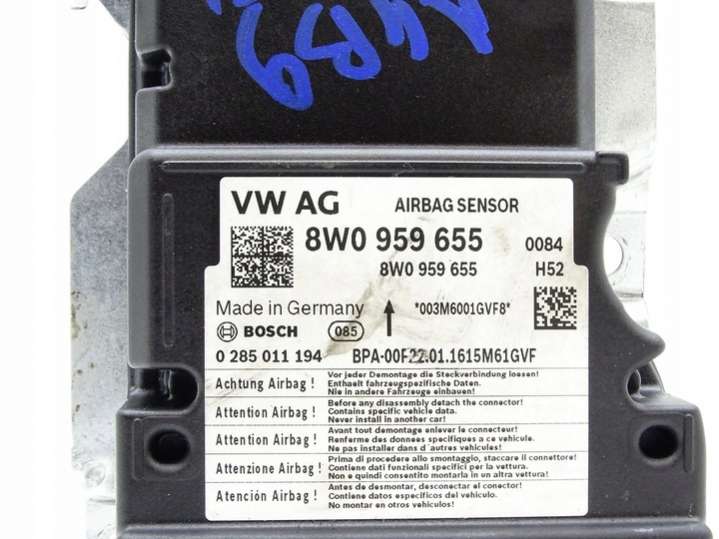 A4B9
VW AG
AIRBAG SENSOR
8W0 959 655
0084
8W0 959 655
H52
Made in Germany
*003M6001GVF8*
BOSCH
085
0 285 011 194
BPA-00F22.01.1615M61GVF
Achtung Airbag !
Vor jeder Demontage die Steckverbindung loesen!
Enthaelt fahrzeugspezifische Daten.
Nie in andere Fahrzeuge einbauen!
Attention Airbag !
Before any disassembly detach the connector!
Contains specific vehicle data.
Never install in another car!
Attention Airbag !
Avant tout demontage enlever le connecteur!
Renferme des donnees specifiques a ce vehicule.
Ne pas installer dans d´autres vehicules!
Attenzione Airbag !
Prima di procedere allo smontaggio, staccare il connettore!
Contiene dati funzionali specifici per la vettura.
Non e quindi consentito montarla in un altra vettura!
Atención Airbag !
Antes de desmontar, desconectar el conector!
Contiene datos especificos del vehiculo.
No montar en otros vehiculos!